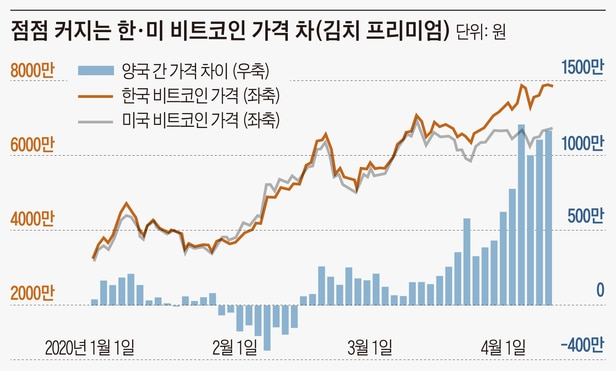 점점 커지는 한·미 비트코인 가격 차(김치 프리미엄) 단위: 원
8000만
6000만
4000만
2000만
양국 간 가격 차이 (우축)
한국 비트코인 가격 (좌축)
미국 비트코인 가격 (좌축)
1500만
1000만
500만
0
-400만
2020년 1월 1일
2월 1일
3월 1일
4월 1일